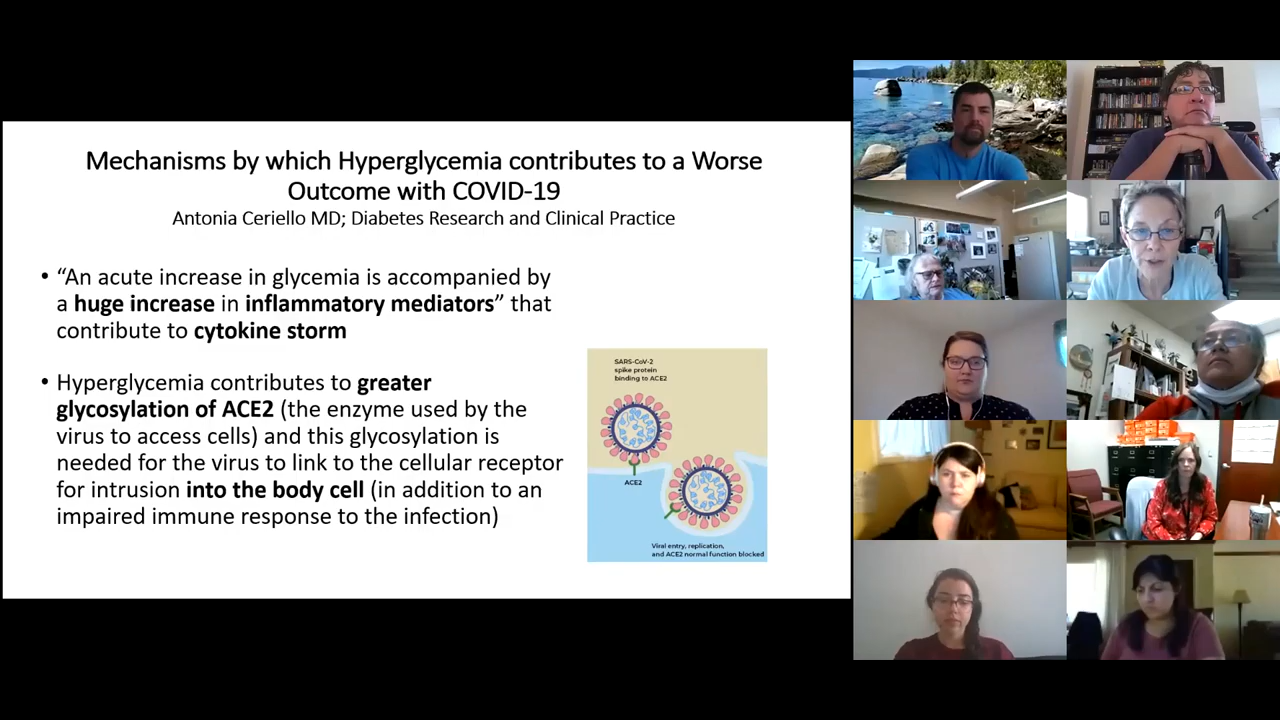 Mechanisms by which Hyperglycemia contributes to a Worse
Outcome with COVID-19
Antonia Ceriello MD; Diabetes Research and Clinical Practice
• “An acute increase in glycemia is accompanied by
a huge increase in inflammatory mediators” that
contribute to cytokine storm
• Hyperglycemia contributes to greater
glycosylation of ACE2 (the enzyme used by the
virus to access cells) and this glycosylation is
needed for the virus to link to the cellular receptor
for intrusion into the body cell (in addition to an
impaired immune response to the infection)
SARS-CoV-2
spike protein
binding to ACE2
ACE2
Viral entry, replication,
and ACE2 normal function blocked